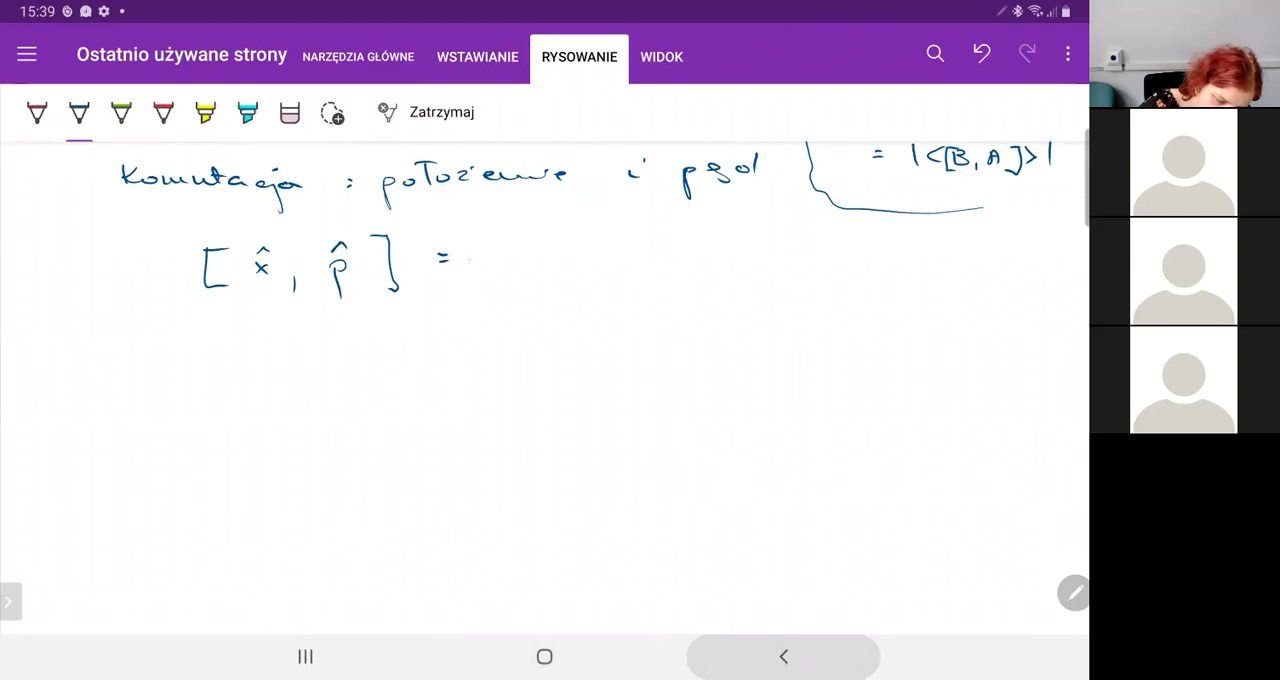 15:39
Ostatnio używane strony NARZĘDZIA GŁÓWNE WSTAWIANIE RYSOWANIE WIDOK
Zatrzymaj
= |<[B, A]>|
Komutacja : położenie i pęd
[ x̂ , p̂ ] =